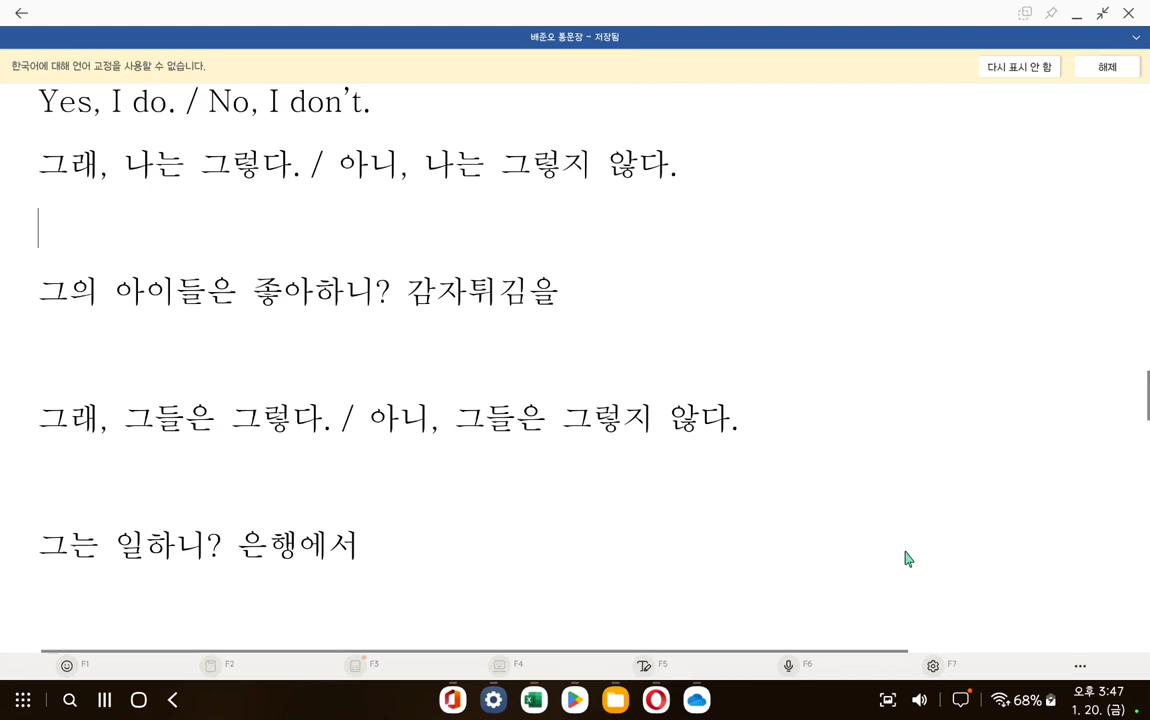 배준오 통문장 - 저장됨
한국어에 대해 언어 교정을 사용할 수 없습니다.
다시 표시 안 함
해제
Yes, I do. / No, I don't.
그래, 나는 그렇다. / 아니, 나는 그렇지 않다.
그의 아이들은 좋아하니? 감자튀김을
그래, 그들은 그렇다. / 아니, 그들은 그렇지 않다.
그는 일하니? 은행에서
F1 F2 F3 F4 F5 F6 F7
68%
오후 3:47
1. 20. (금)